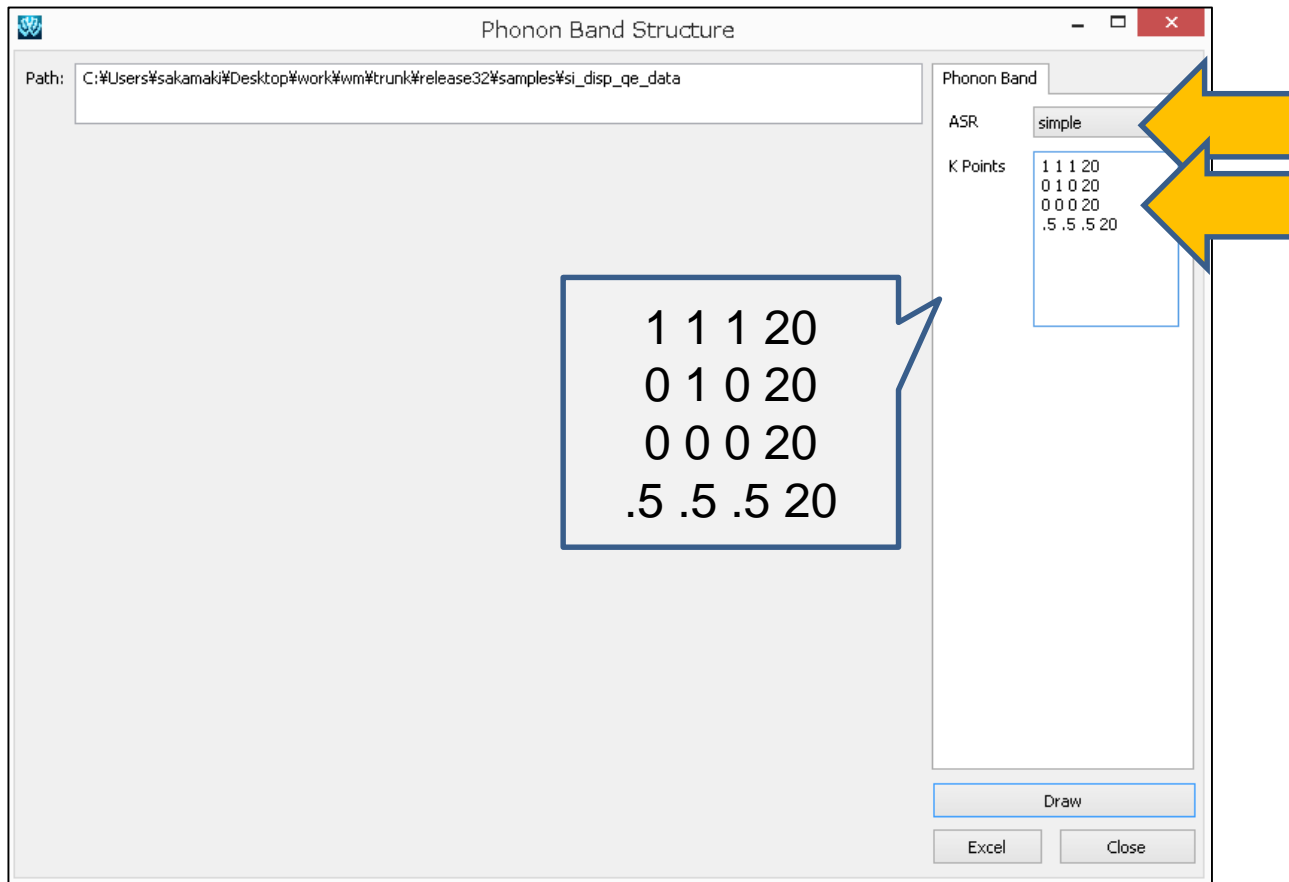 Phonon Band Structure
Path: C:¥Users¥sakamaki¥Desktop¥work¥wm¥trunk¥release32¥samples¥si_disp_qe_data
Phonon Band
ASR simple
K Points
1 1 1 20
0 1 0 20
0 0 0 20
.5 .5 .5 20
1 1 1 20
0 1 0 20
0 0 0 20
.5 .5 .5 20
Draw
Excel Close